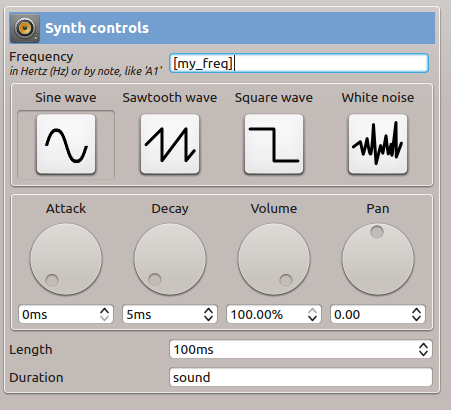 Synth controls
Frequency
in Hertz (Hz) or by note, like 'A1'
[my_freq]
Sine wave
Sawtooth wave
Square wave
White noise
Attack
Decay
Volume
Pan
0ms
5ms
100.00%
0.00
Length
100ms
Duration
sound